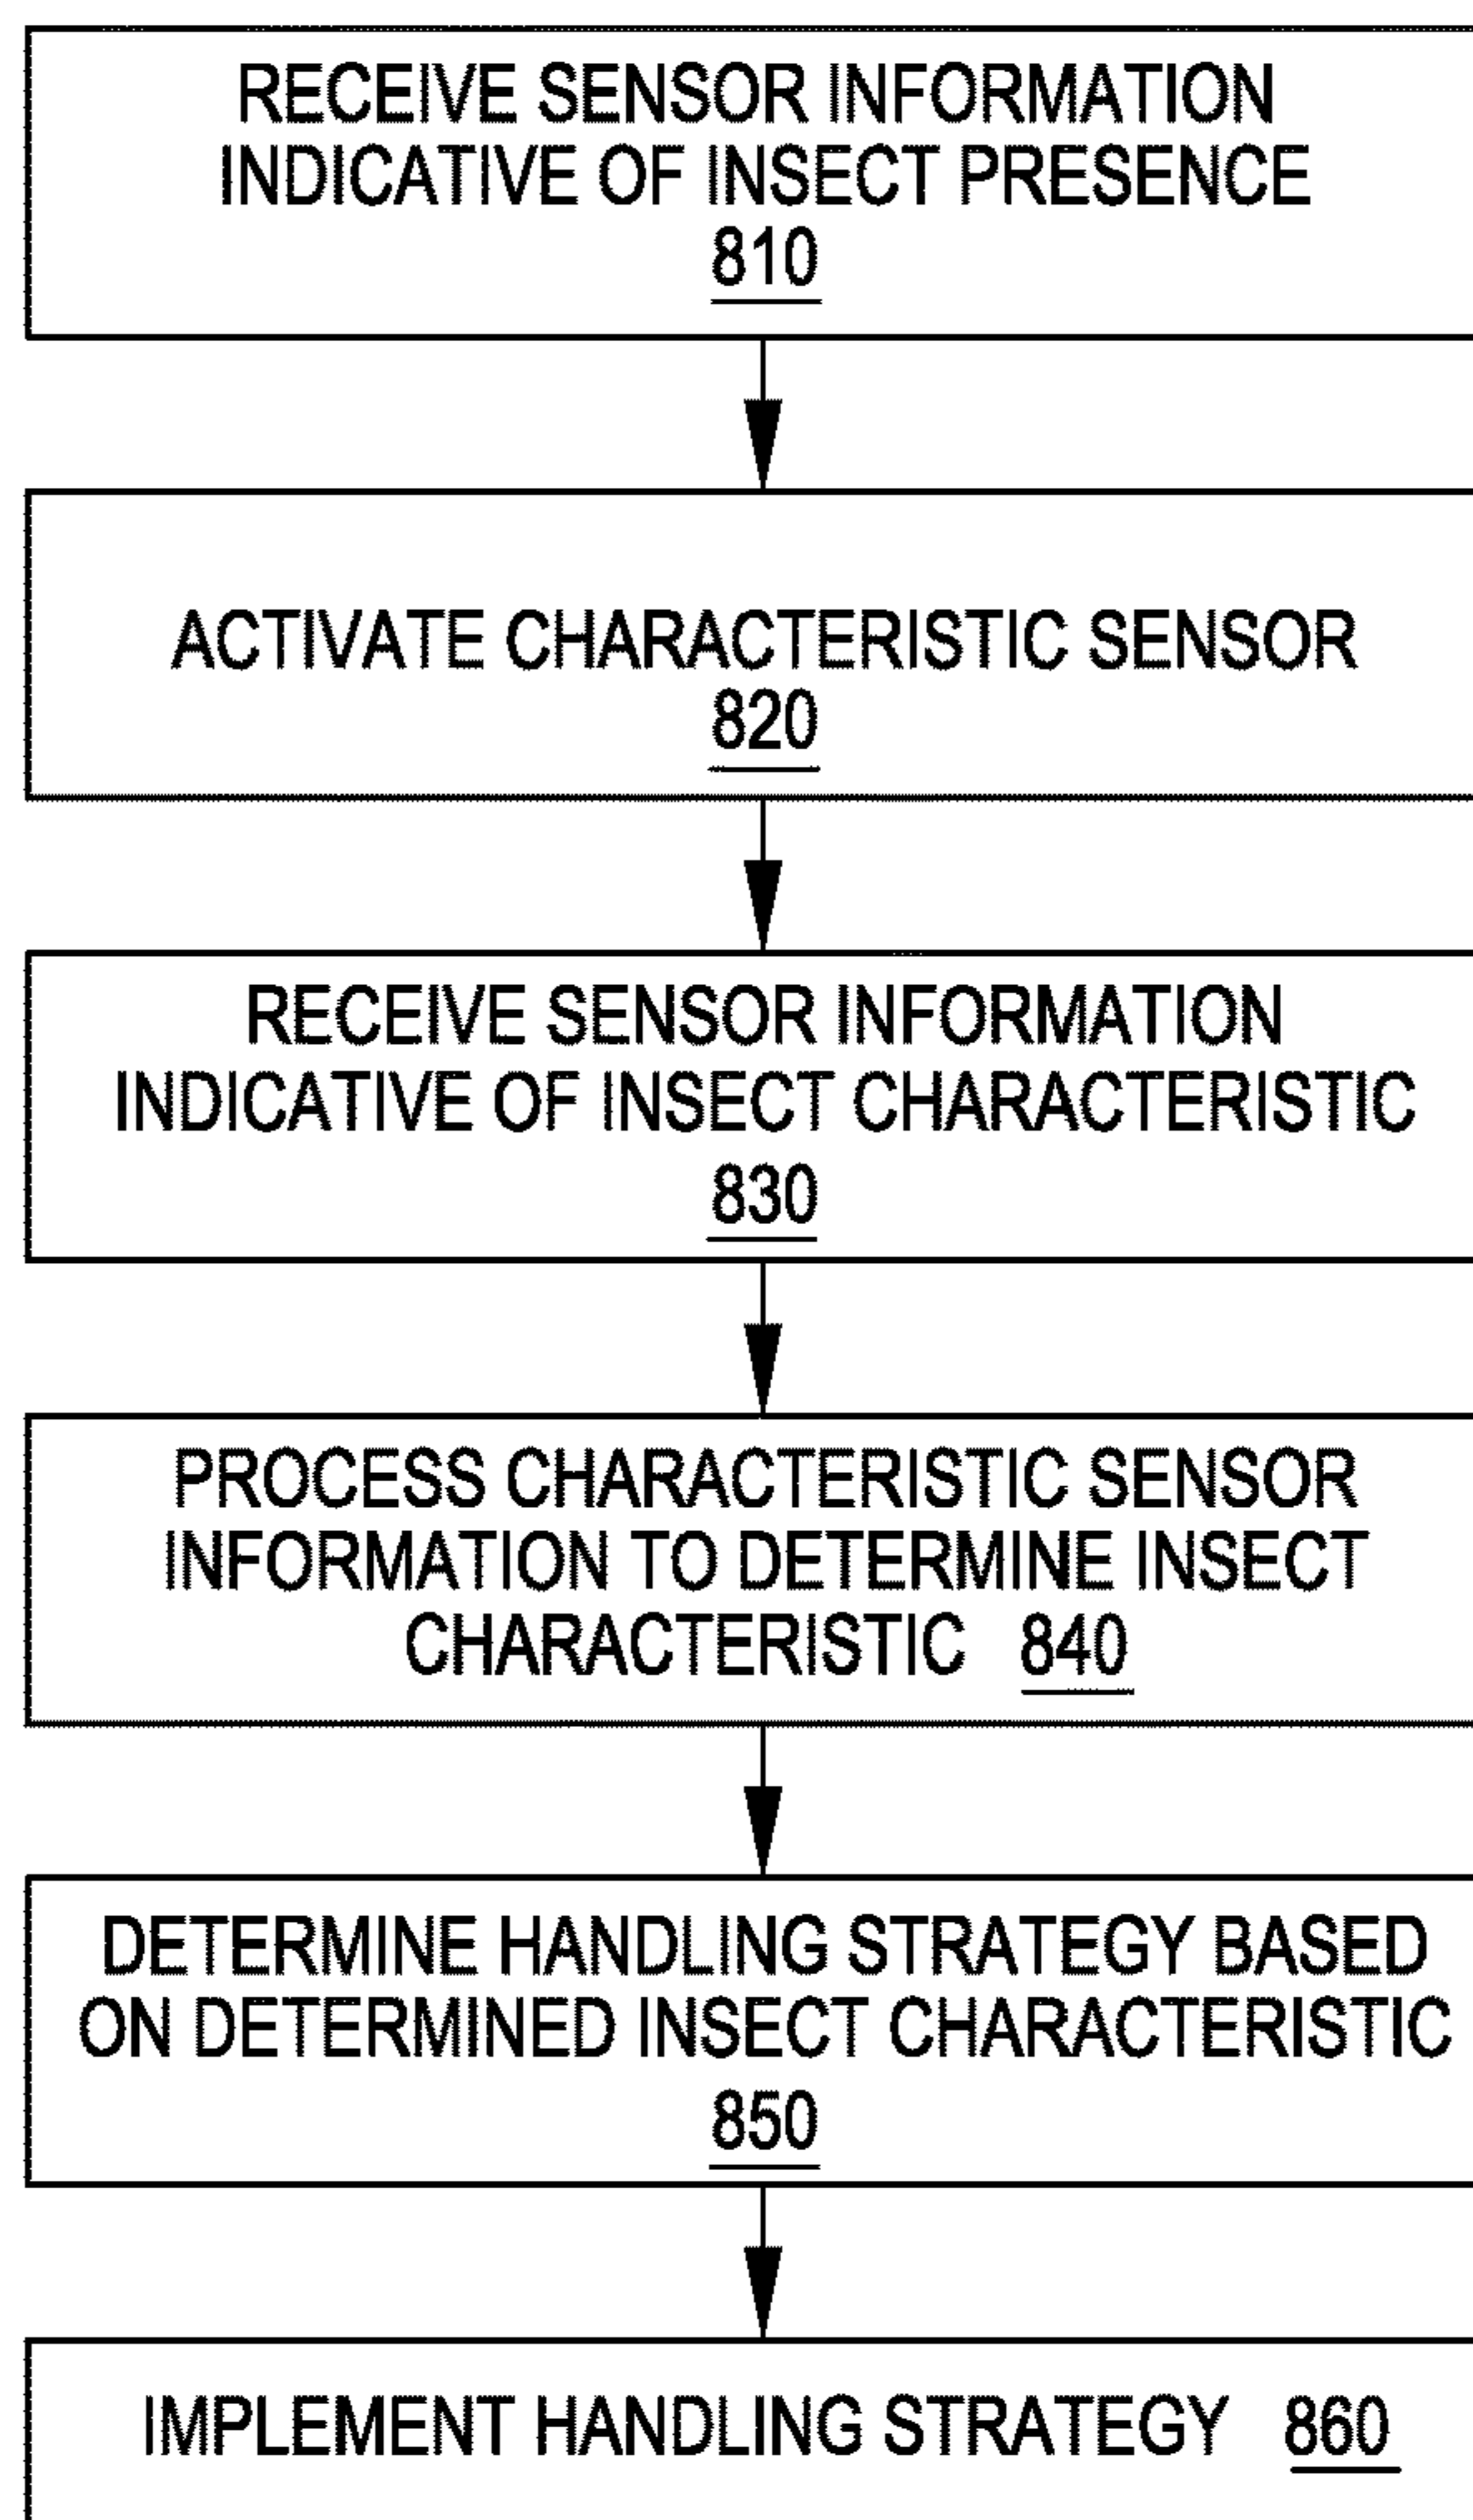 RECEIVE SENSOR INFORMATION
INDICATIVE OF INSECT PRESENCE
810
ACTIVATE CHARACTERISTIC SENSOR
820
RECEIVE SENSOR INFORMATION
INDICATIVE OF INSECT CHARACTERISTIC
830
PROCESS CHARACTERISTIC SENSOR
INFORMATION TO DETERMINE INSECT
CHARACTERISTIC 840
DETERMINE HANDLING STRATEGY BASED
ON DETERMINED INSECT CHARACTERISTIC
850
IMPLEMENT HANDLING STRATEGY 860